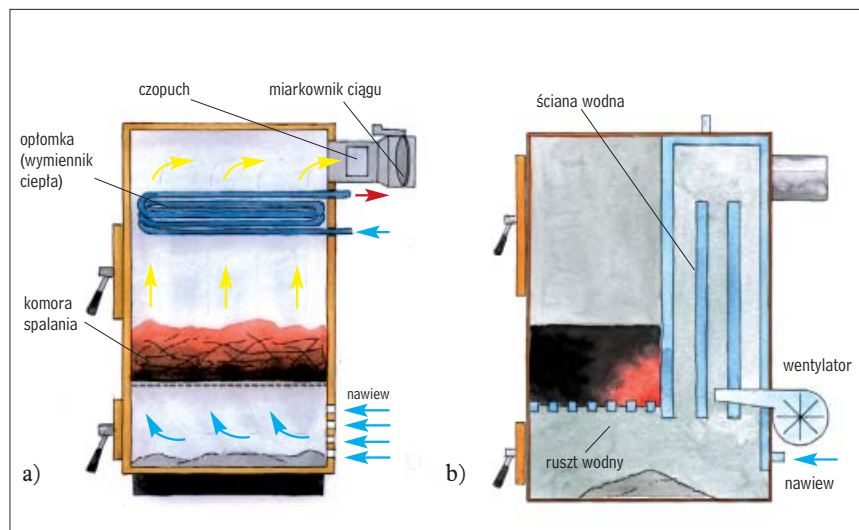 czopuch
miarkownik ciągu
opłomka
(wymiennik
ciepła)
komora
spalania
nawiew
a)
ściana wodna
wentylator
ruszt wodny
b)
nawiew